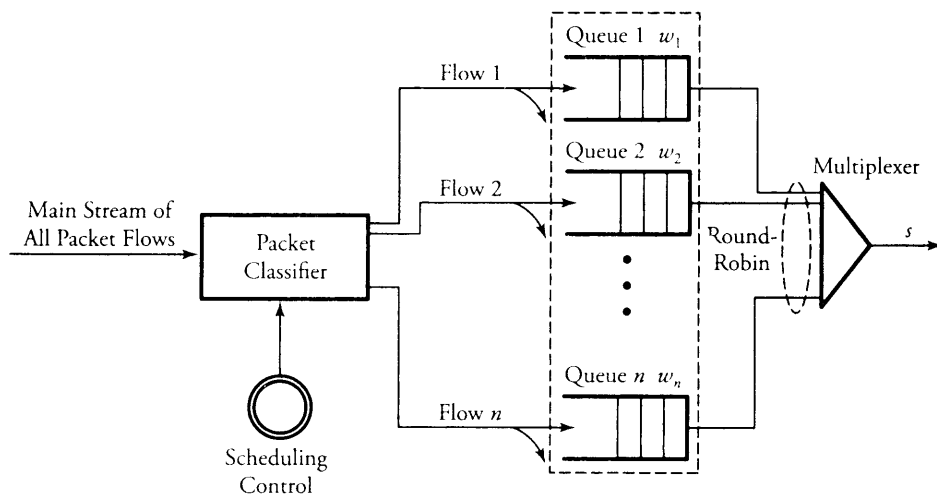 Queue 1 w₁
Flow 1
Queue 2 w₂
Flow 2
Multiplexer
Main Stream of
All Packet Flows
Packet
Classifier
Round-
Robin
s
Queue n wₙ
Flow n
Scheduling
Control